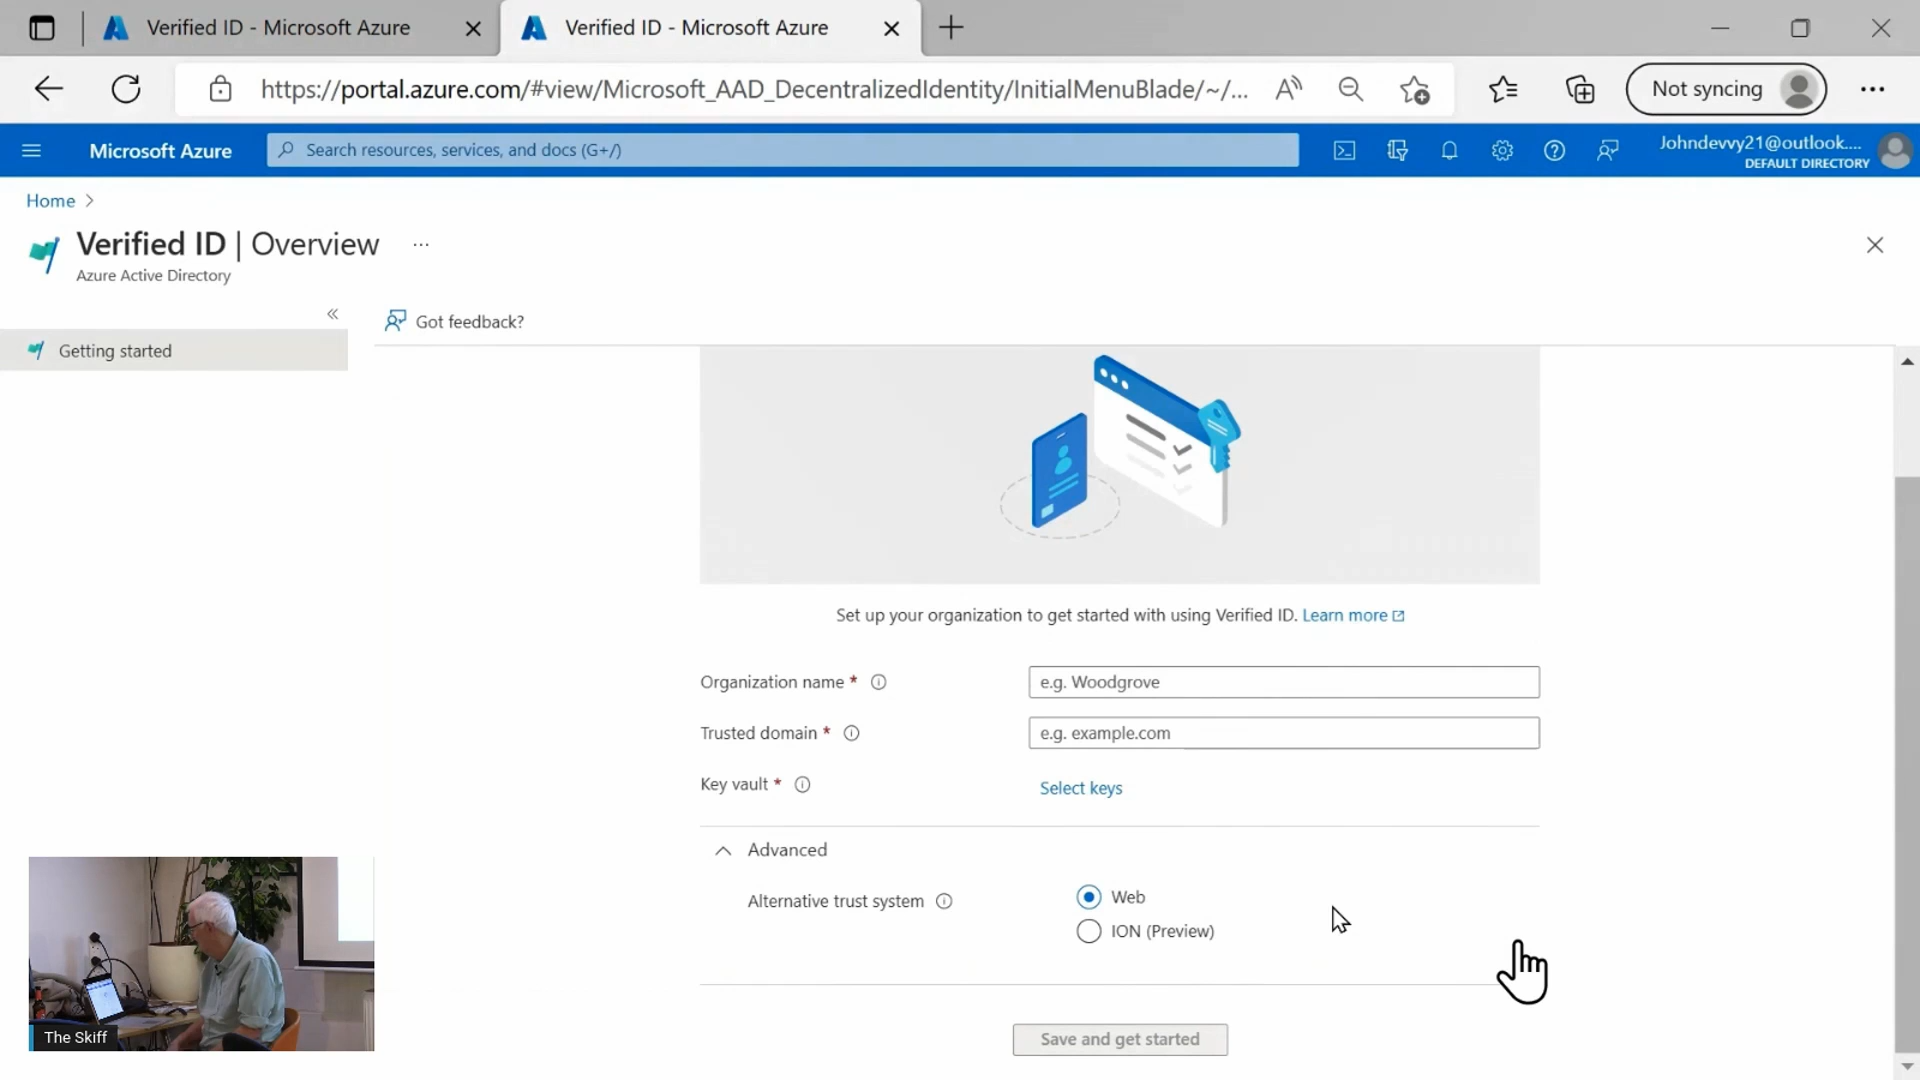 Verified ID - Microsoft Azure
Verified ID - Microsoft Azure
https://portal.azure.com/#view/Microsoft_AAD_DecentralizedIdentity/InitialMenuBlade/~/...
Not syncing
Microsoft Azure
Search resources, services, and docs (G+/)
Johndevvy21@outlook....
DEFAULT DIRECTORY
Home
Verified ID | Overview
Azure Active Directory
Got feedback?
Getting started
Set up your organization to get started with using Verified ID. Learn more
Organization name *
e.g. Woodgrove
Trusted domain *
e.g. example.com
Key vault *
Select keys
Advanced
Alternative trust system
Web
ION (Preview)
Save and get started
The Skiff